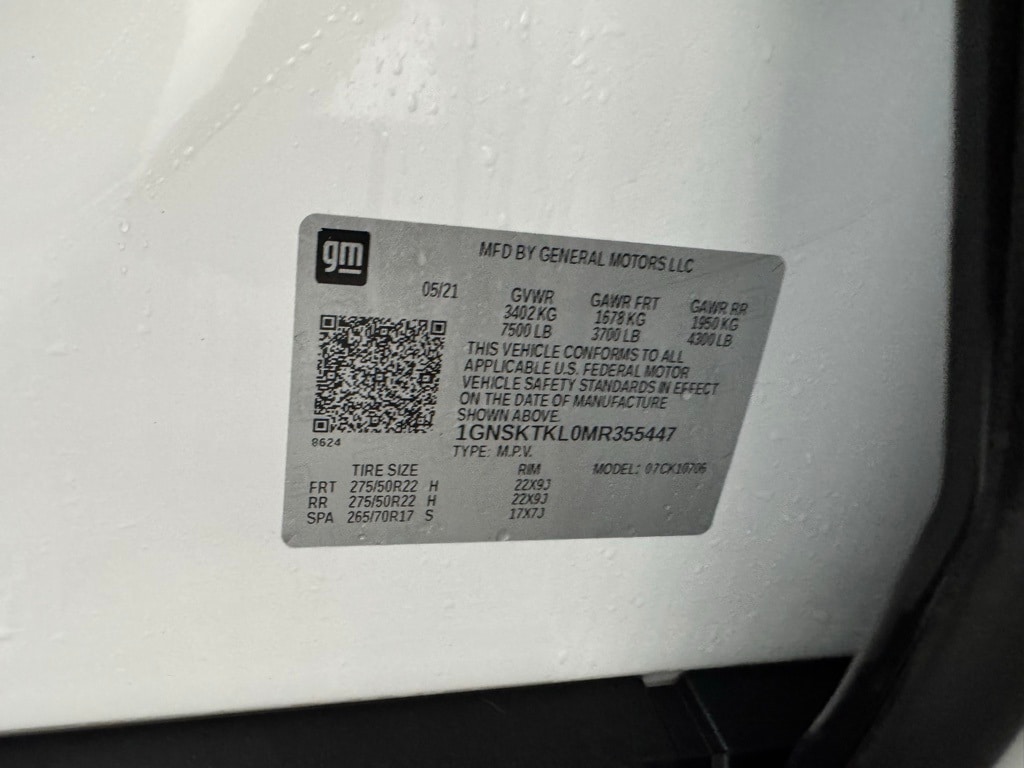 gm
MFD BY GENERAL MOTORS LLC
05/21
GVWR GAWR FRT GAWR RR
3402 KG 1678 KG 1950 KG
7500 LB 3700 LB 4300 LB
THIS VEHICLE CONFORMS TO ALL
APPLICABLE U.S. FEDERAL MOTOR
VEHICLE SAFETY STANDARDS IN EFFECT
ON THE DATE OF MANUFACTURE
SHOWN ABOVE.
1GNSKTKL0MR355447
8624
TYPE: M.P.V.
TIRE SIZE RIM MODEL: 07CK10706
FRT 275/50R22 H 22X9J
RR 275/50R22 H 22X9J
SPA 265/70R17 S 17X7J